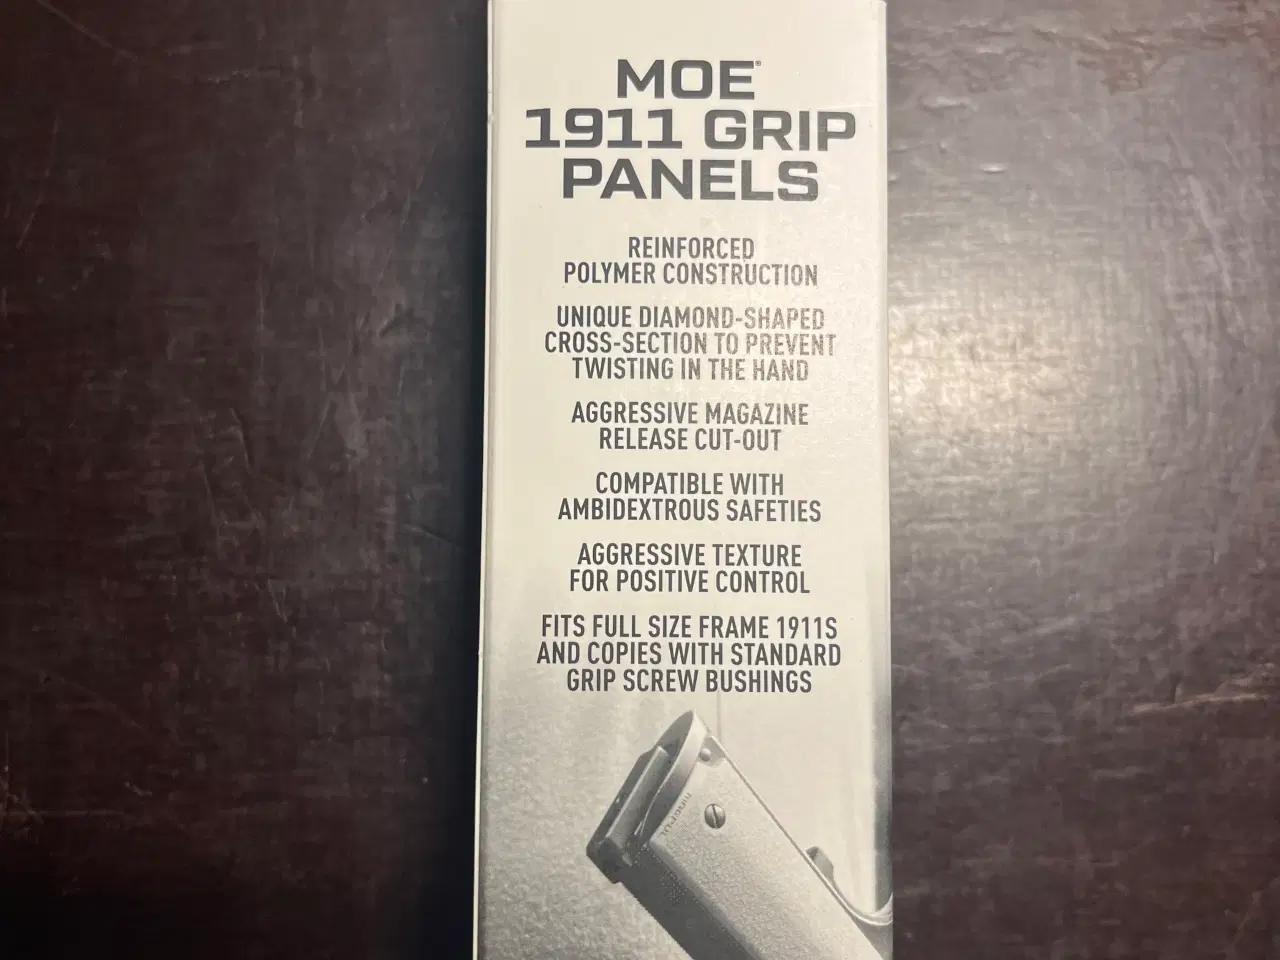 MOE®
1911 GRIP
PANELS
REINFORCED
POLYMER CONSTRUCTION
UNIQUE DIAMOND-SHAPED
CROSS-SECTION TO PREVENT
TWISTING IN THE HAND
AGGRESSIVE MAGAZINE
RELEASE CUT-OUT
COMPATIBLE WITH
AMBIDEXTROUS SAFETIES
AGGRESSIVE TEXTURE
FOR POSITIVE CONTROL
FITS FULL SIZE FRAME 1911S
AND COPIES WITH STANDARD
GRIP SCREW BUSHINGS
MAGPUL